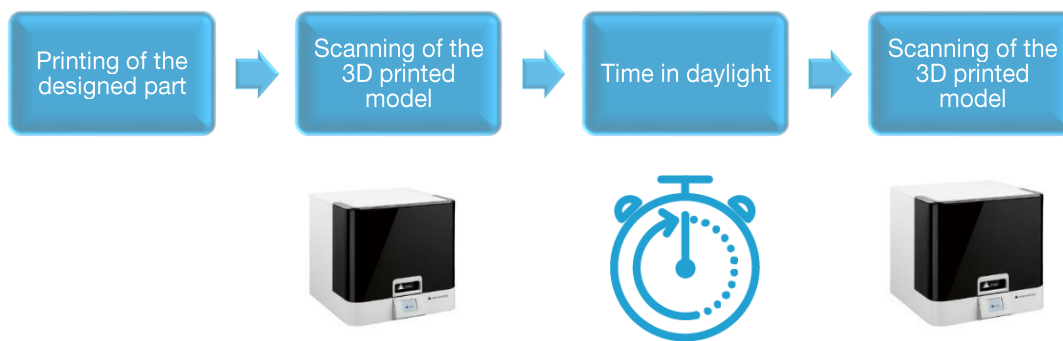 Printing of the
designed part
Scanning of the
3D printed
model
Time in daylight
Scanning of the
3D printed
model